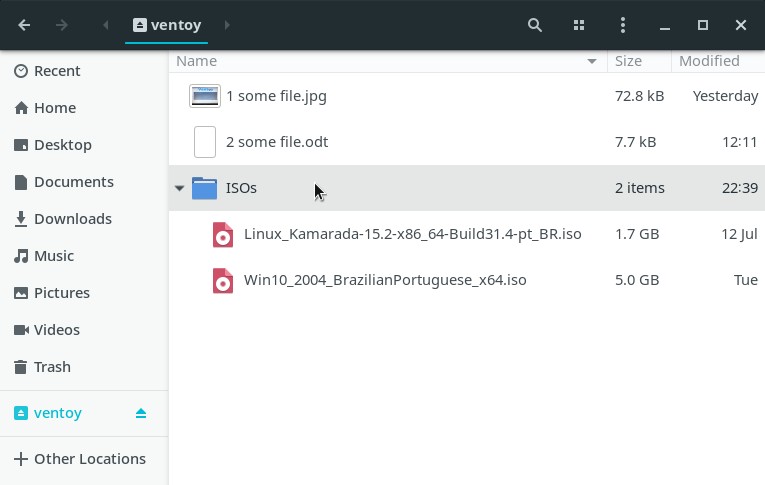 ventoy
Name Size Modified
Recent
1 some file.jpg 72.8 kB Yesterday
Home
2 some file.odt 7.7 kB 12:11
Desktop
Documents
ISOs 2 items 22:39
Downloads
Linux_Kamarada-15.2-x86_64-Build31.4-pt_BR.iso 1.7 GB 12 Jul
Music
Win10_2004_BrazilianPortuguese_x64.iso 5.0 GB Tue
Pictures
Videos
Trash
ventoy
Other Locations